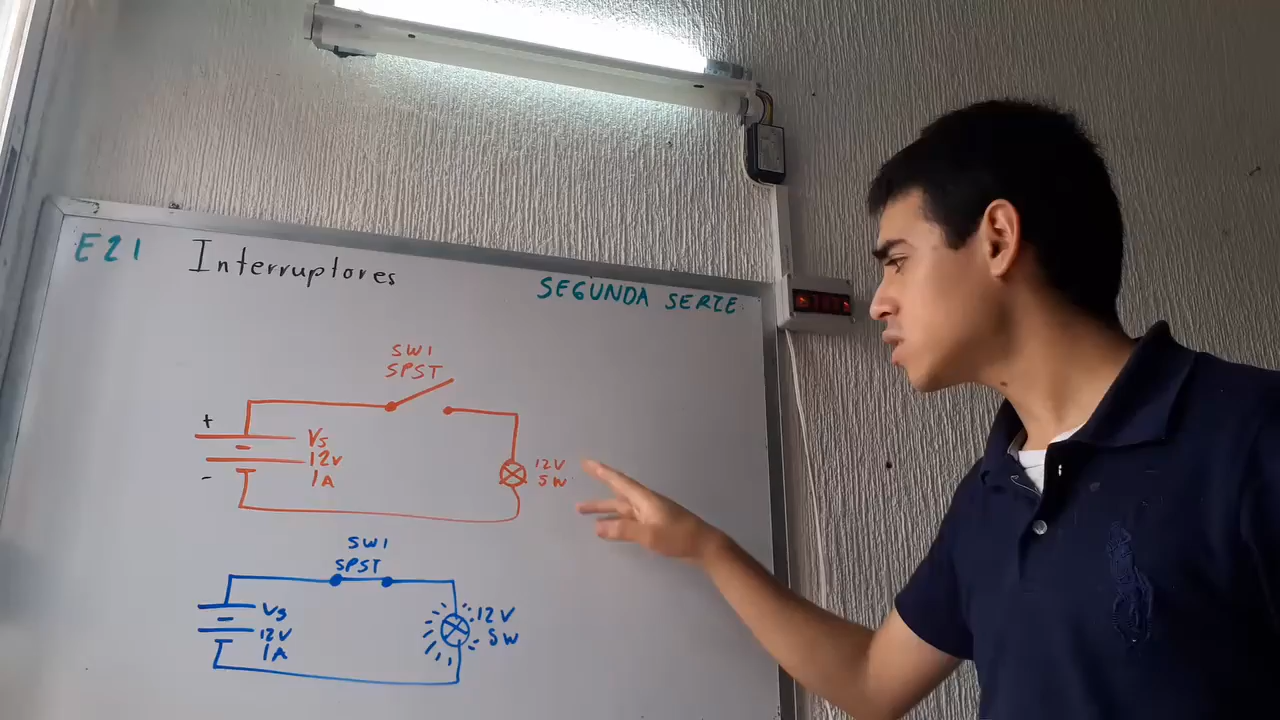 E21 Interruptores
SEGUNDA SERIE
SW1
SPST
+
Vs
12V
1A
-
12V
5W
SW1
SPST
Vs
12V
1A
12V
5W